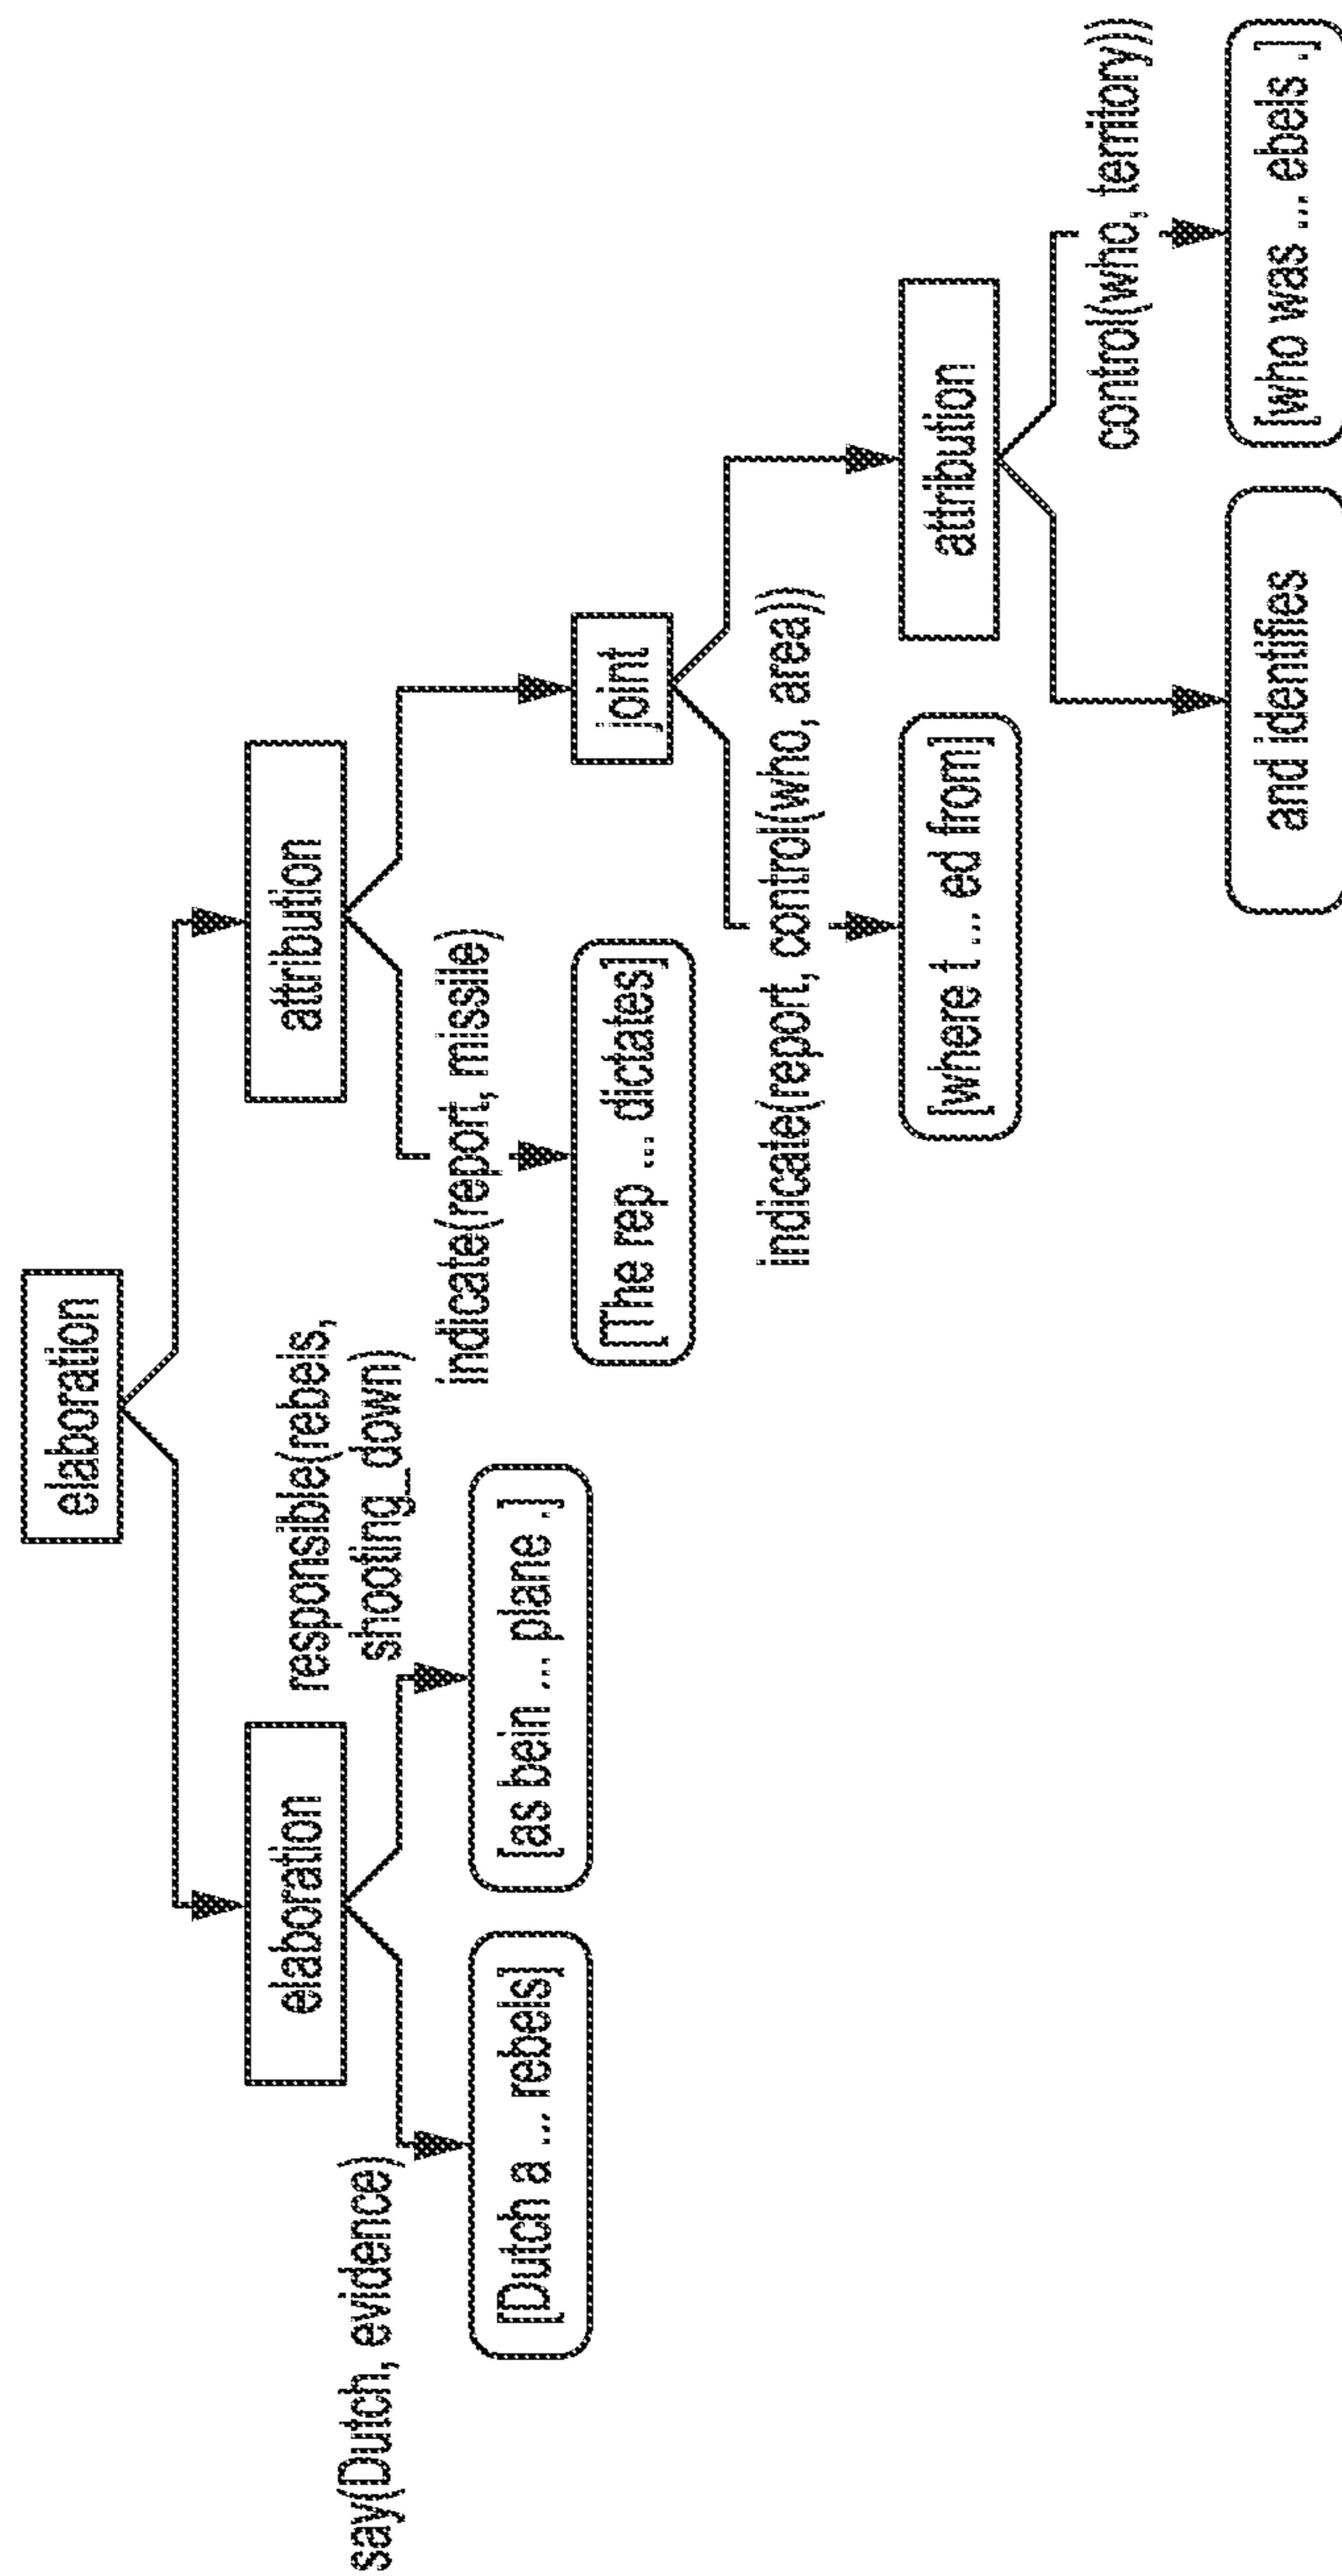 elaboration
elaboration
attribution
say(Dutch, evidence)
responsible(rebels,
shooting_down)
[Dutch a ... rebels]
[as bein ... plane .]
indicate(report, missile)
[The rep ... dictates]
joint
indicate(report, control(who, area))
[where t ... ed from]
attribution
control(who, territory))
and identifies
[who was ... ebels .]